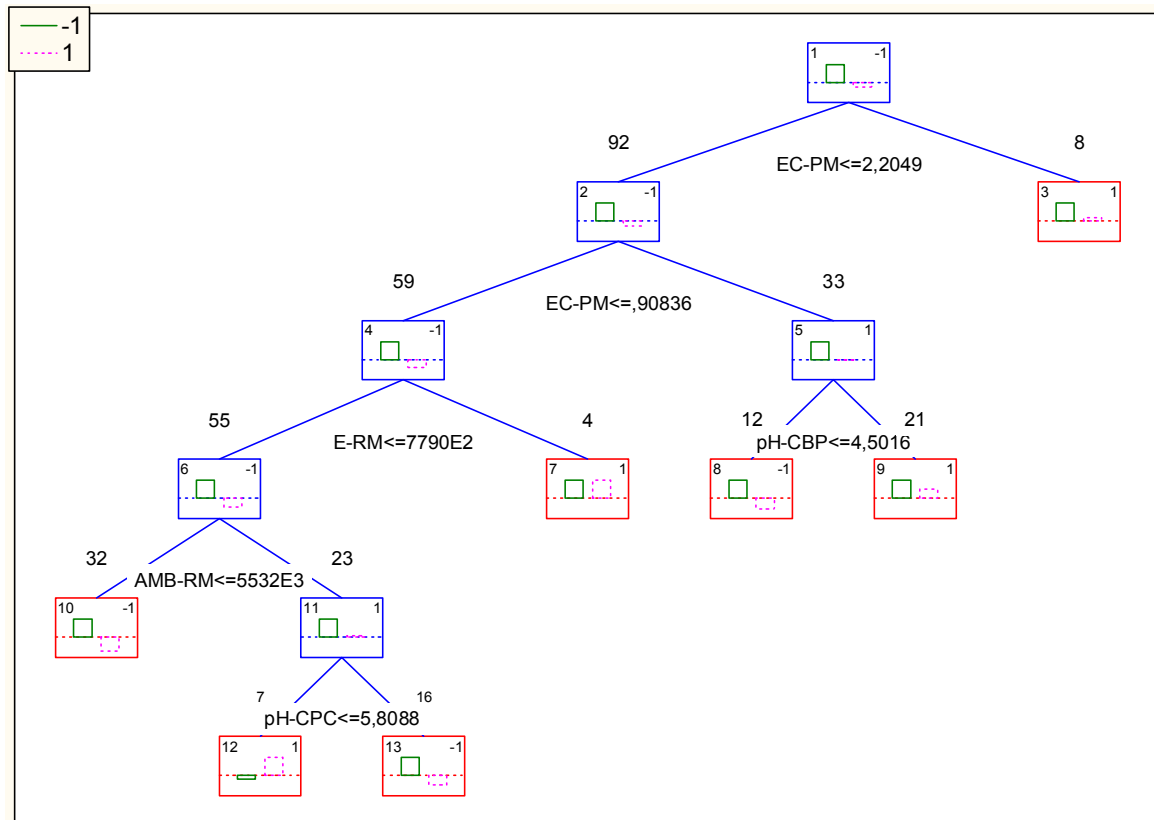 -1
1
1 -1
92 8
EC-PM<=2,2049
2 -1
3 1
59 33
EC-PM<=,90836
4 -1
5 1
55 4 12 21
E-RM<=7790E2
pH-CBP<=4,5016
6 -1
7 1
8 -1
9 1
32 23
AMB-RM<=5532E3
10 -1
11 1
7 16
pH-CPC<=5,8088
12 1
13 -1